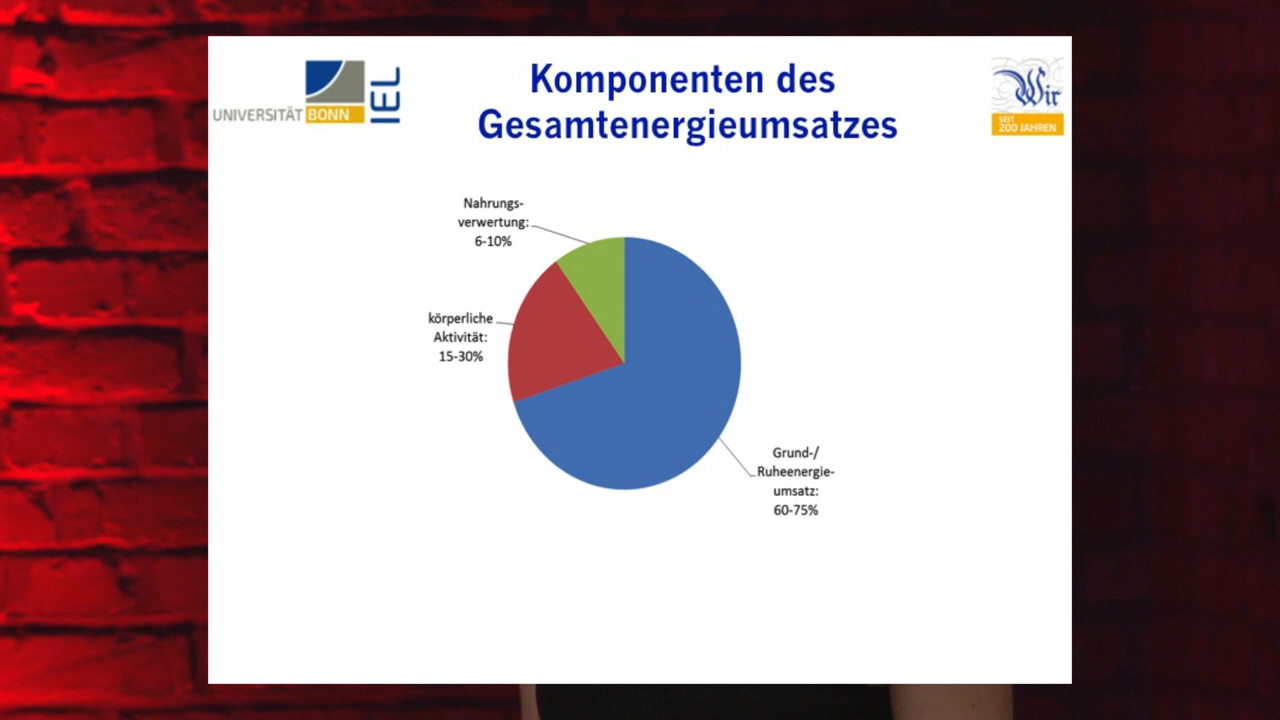 UNIVERSITÄT BONN
IEL
Komponenten des
Gesamtenergieumsatzes
Wir
SEIT
200 JAHREN
Nahrungs-
verwertung:
6-10%
körperliche
Aktivität:
15-30%
Grund-/
Ruheenergie-
umsatz:
60-75%